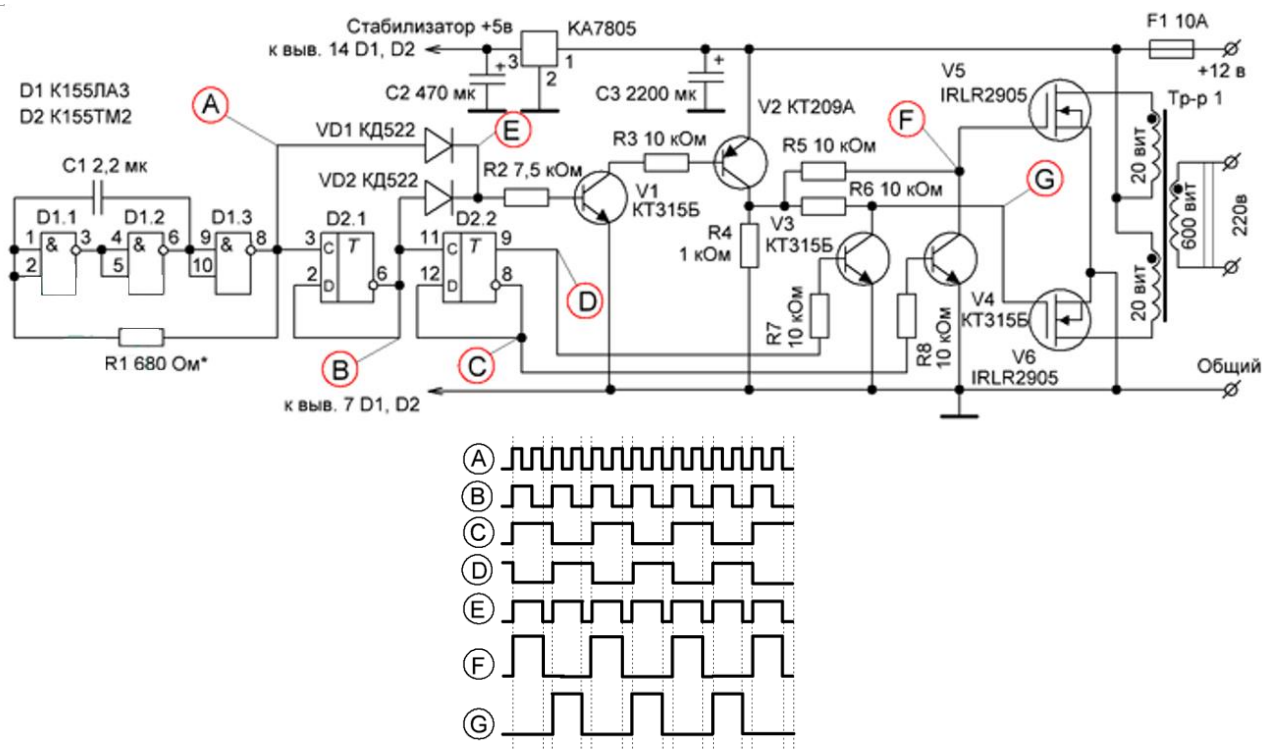 Стабилизатор +5в
KA7805
F1 10А
к выв. 14 D1, D2
3
1
2
+
+
+12 в
D1 К155ЛА3
D2 К155ТМ2
C2 470 мк
C3 2200 мк
V5
IRLR2905
Тр-р 1
A
E
F
G
VD1 КД522
V2 КТ209А
R3 10 кОм
R5 10 кОм
C1 2,2 мк
VD2 КД522
R2 7,5 кОм
R6 10 кОм
20 вит
V1
КТ315Б
600 вит
220в
D1.1
D1.2
D1.3
D2.1
D2.2
R4
1 кОм
V3
КТ315Б
1
&
3
4
&
6
9
&
8
3
C
T
11
C
T
9
2
5
10
2
D
6
12
D
8
D
20 вит
V4
КТ315Б
R7
10 кОм
R8
10 кОм
R1 680 Ом*
B
C
V6
IRLR2905
Общий
к выв. 7 D1, D2
A
B
C
D
E
F
G